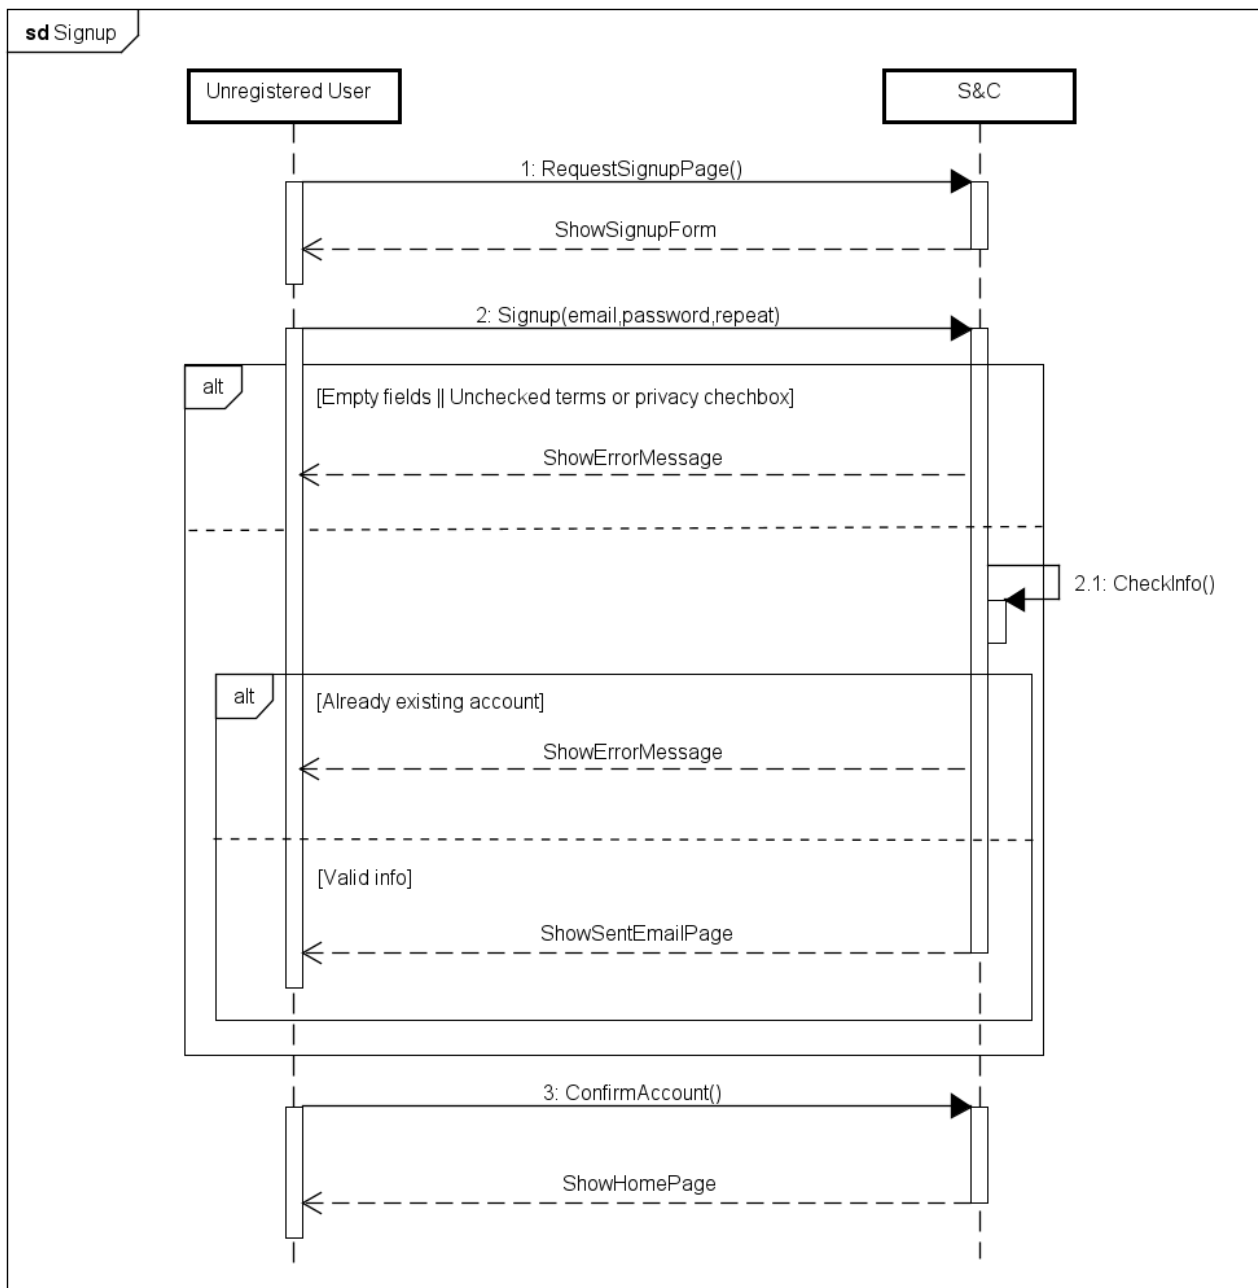 sd Signup
Unregistered User
S&C
1: RequestSignupPage()
ShowSignupForm
2: Signup(email,password,repeat)
alt
[Empty fields || Unchecked terms or privacy chechbox]
ShowErrorMessage
2.1: CheckInfo()
alt
[Already existing account]
ShowErrorMessage
[Valid info]
ShowSentEmailPage
3: ConfirmAccount()
ShowHomePage